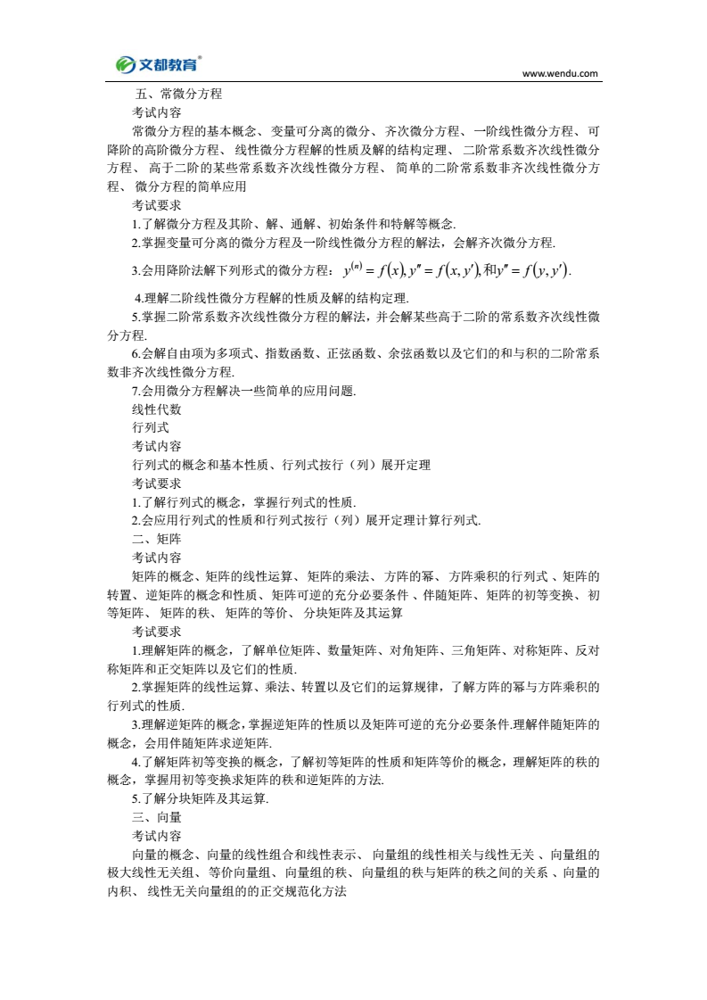 文都教育®
www.wendu.com
五、常微分方程
考试内容
常微分方程的基本概念、 变量可分离的微分、 齐次微分方程、 一阶线性微分方程、 可
降阶的高阶微分方程、 线性微分方程解的性质及解的结构定理、 二阶常系数齐次线性微分
方程、 高于二阶的某些常系数齐次线性微分方程、 简单的二阶常系数非齐次线性微分方
程、 微分方程的简单应用
考试要求
1.了解微分方程及其阶、解、通解、初始条件和特解等概念.
2.掌握变量可分离的微分方程及一阶线性微分方程的解法，会解齐次微分方程.
3.会用降阶法解下列形式的微分方程： y⁽ⁿ⁾ = f(x), y″ = f(x, y′), 和y″ = f(y, y′).
4.理解二阶线性微分方程解的性质及解的结构定理.
5.掌握二阶常系数齐次线性微分方程的解法，并会解某些高于二阶的常系数齐次线性微
分方程.
6.会解自由项为多项式、指数函数、正弦函数、余弦函数以及它们的和与积的二阶常系
数非齐次线性微分方程.
7.会用微分方程解决一些简单的应用问题.
线性代数
行列式
考试内容
行列式的概念和基本性质、行列式按行（列）展开定理
考试要求
1.了解行列式的概念，掌握行列式的性质.
2.会应用行列式的性质和行列式按行（列）展开定理计算行列式.
二、矩阵
考试内容
矩阵的概念、矩阵的线性运算、 矩阵的乘法、 方阵的幂、 方阵乘积的行列式 、矩阵的
转置、逆矩阵的概念和性质、 矩阵可逆的充分必要条件 、伴随矩阵、 矩阵的初等变换、 初
等矩阵、 矩阵的秩、 矩阵的等价、 分块矩阵及其运算
考试要求
1.理解矩阵的概念，了解单位矩阵、数量矩阵、对角矩阵、三角矩阵、对称矩阵、反对
称矩阵和正交矩阵以及它们的性质.
2.掌握矩阵的线性运算、乘法、转置以及它们的运算规律，了解方阵的幂与方阵乘积的
行列式的性质.
3.理解逆矩阵的概念，掌握逆矩阵的性质以及矩阵可逆的充分必要条件.理解伴随矩阵的
概念，会用伴随矩阵求逆矩阵.
4.了解矩阵初等变换的概念，了解初等矩阵的性质和矩阵等价的概念，理解矩阵的秩的
概念，掌握用初等变换求矩阵的秩和逆矩阵的方法.
5.了解分块矩阵及其运算.
三、向量
考试内容
向量的概念、向量的线性组合和线性表示、 向量组的线性相关与线性无关 、向量组的
极大线性无关组、 等价向量组、 向量组的秩、 向量组的秩与矩阵的秩之间的关系 、向量的
内积、 线性无关向量组的的正交规范化方法